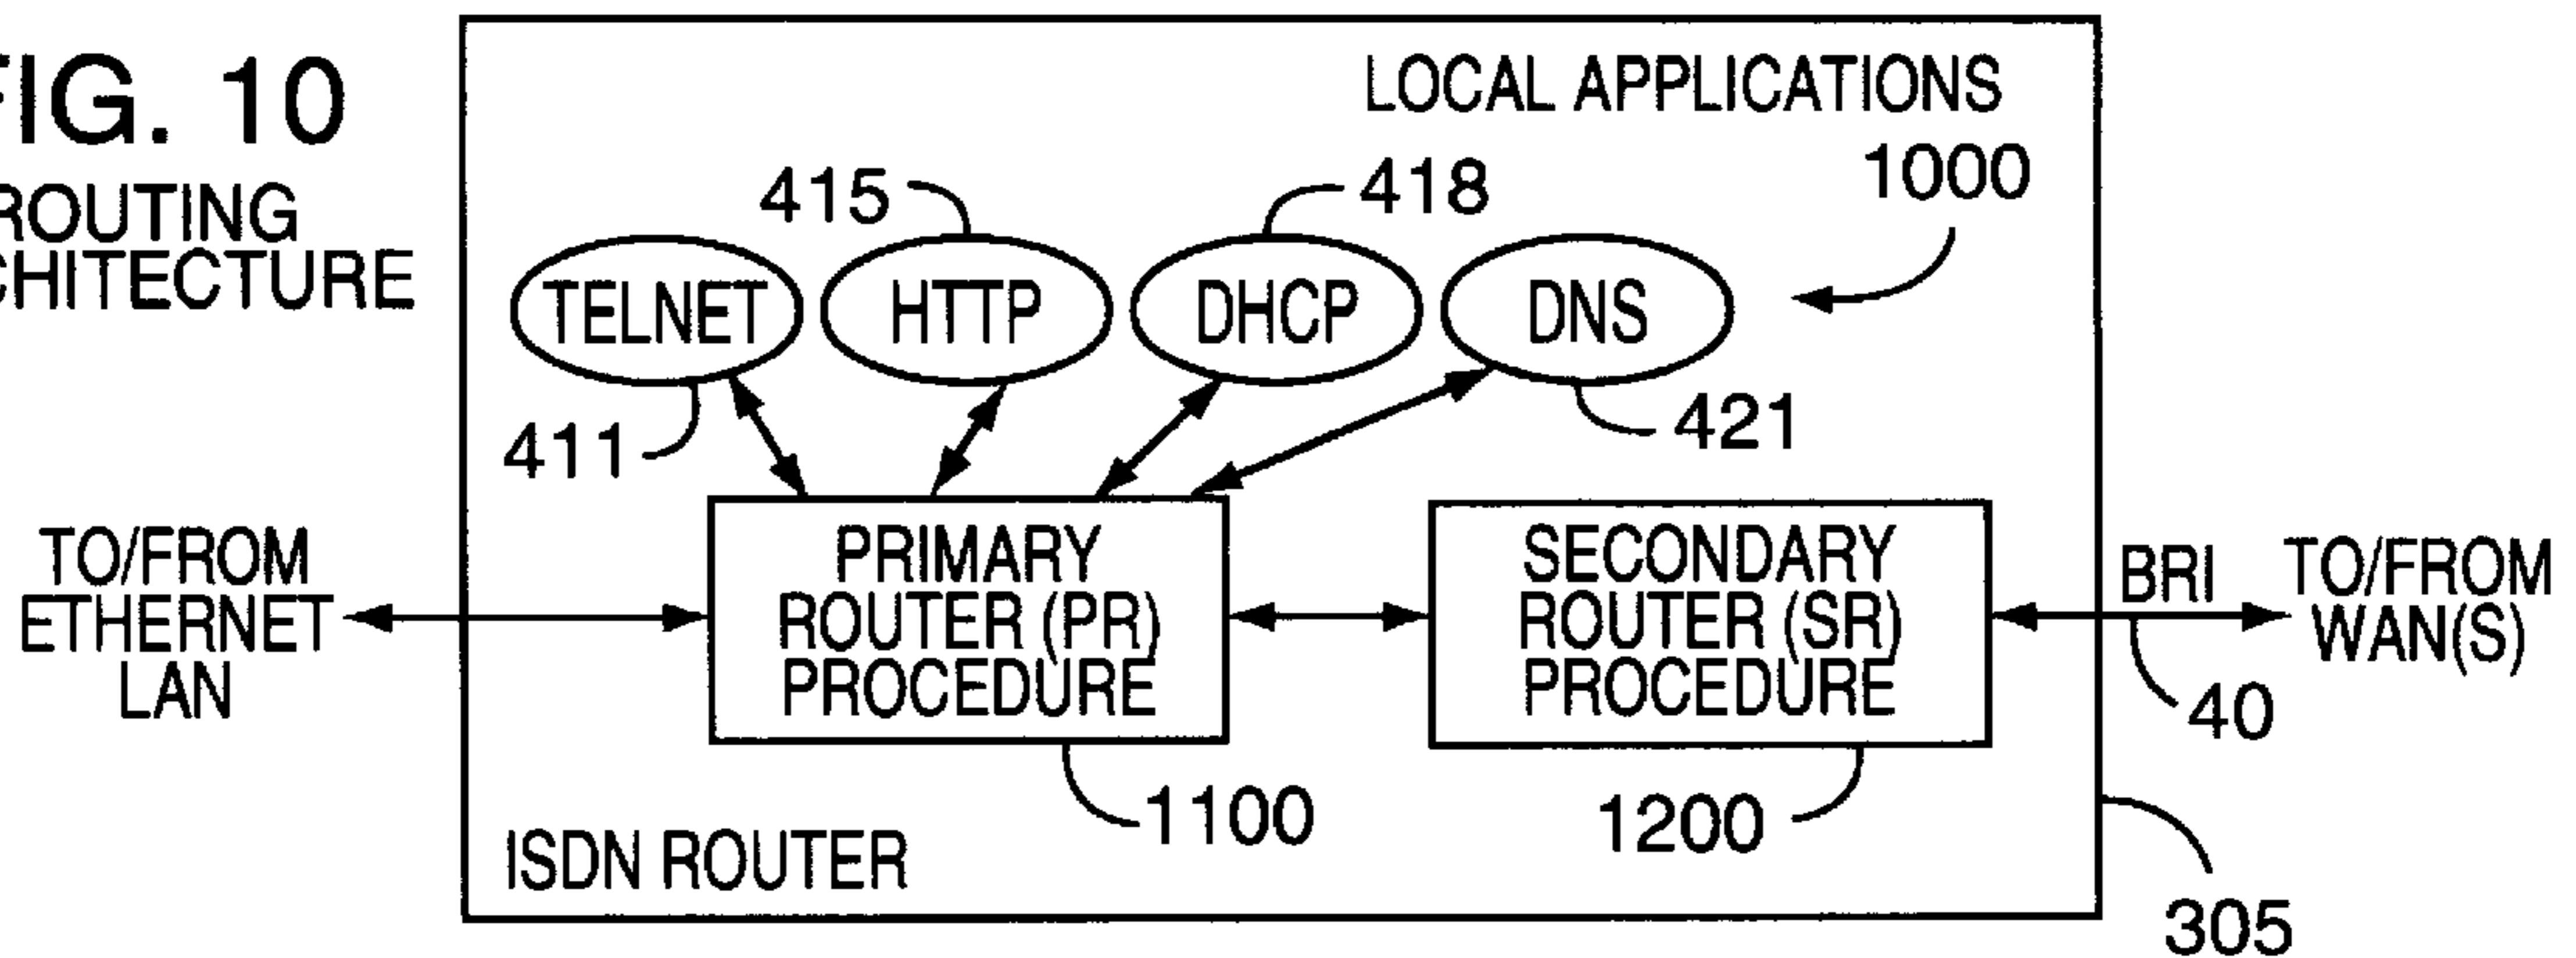 FIG. 10
ROUTING
CHITECTURE
LOCAL APPLICATIONS
1000
415
418
TELNET
HTTP
DHCP
DNS
411
421
TO/FROM
ETHERNET
LAN
PRIMARY
ROUTER (PR)
PROCEDURE
SECONDARY
ROUTER (SR)
PROCEDURE
BRI
TO/FROM
WAN(S)
40
1100
1200
ISDN ROUTER
305